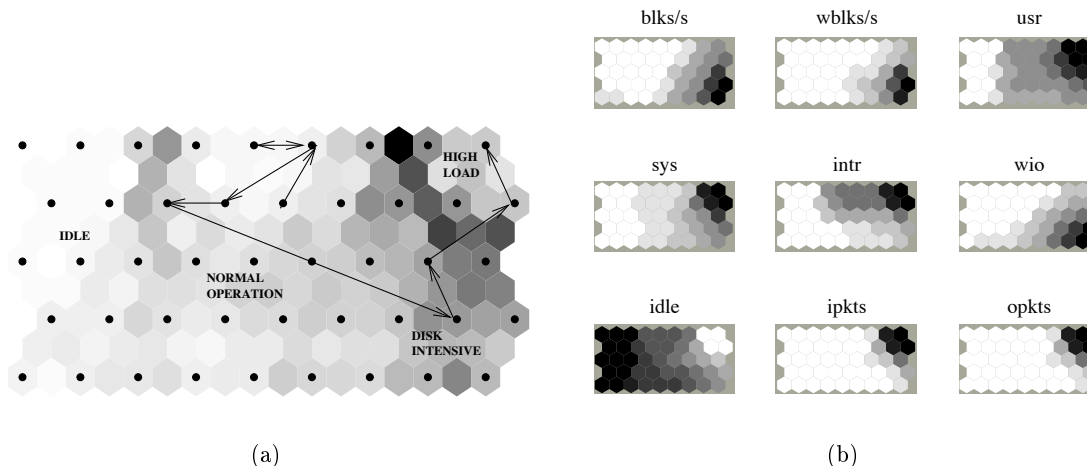 blks/s wblks/s usr
HIGH
LOAD
sys intr wio
IDLE
NORMAL
OPERATION
DISK
INTENSIVE
idle ipkts opkts
(a) (b)